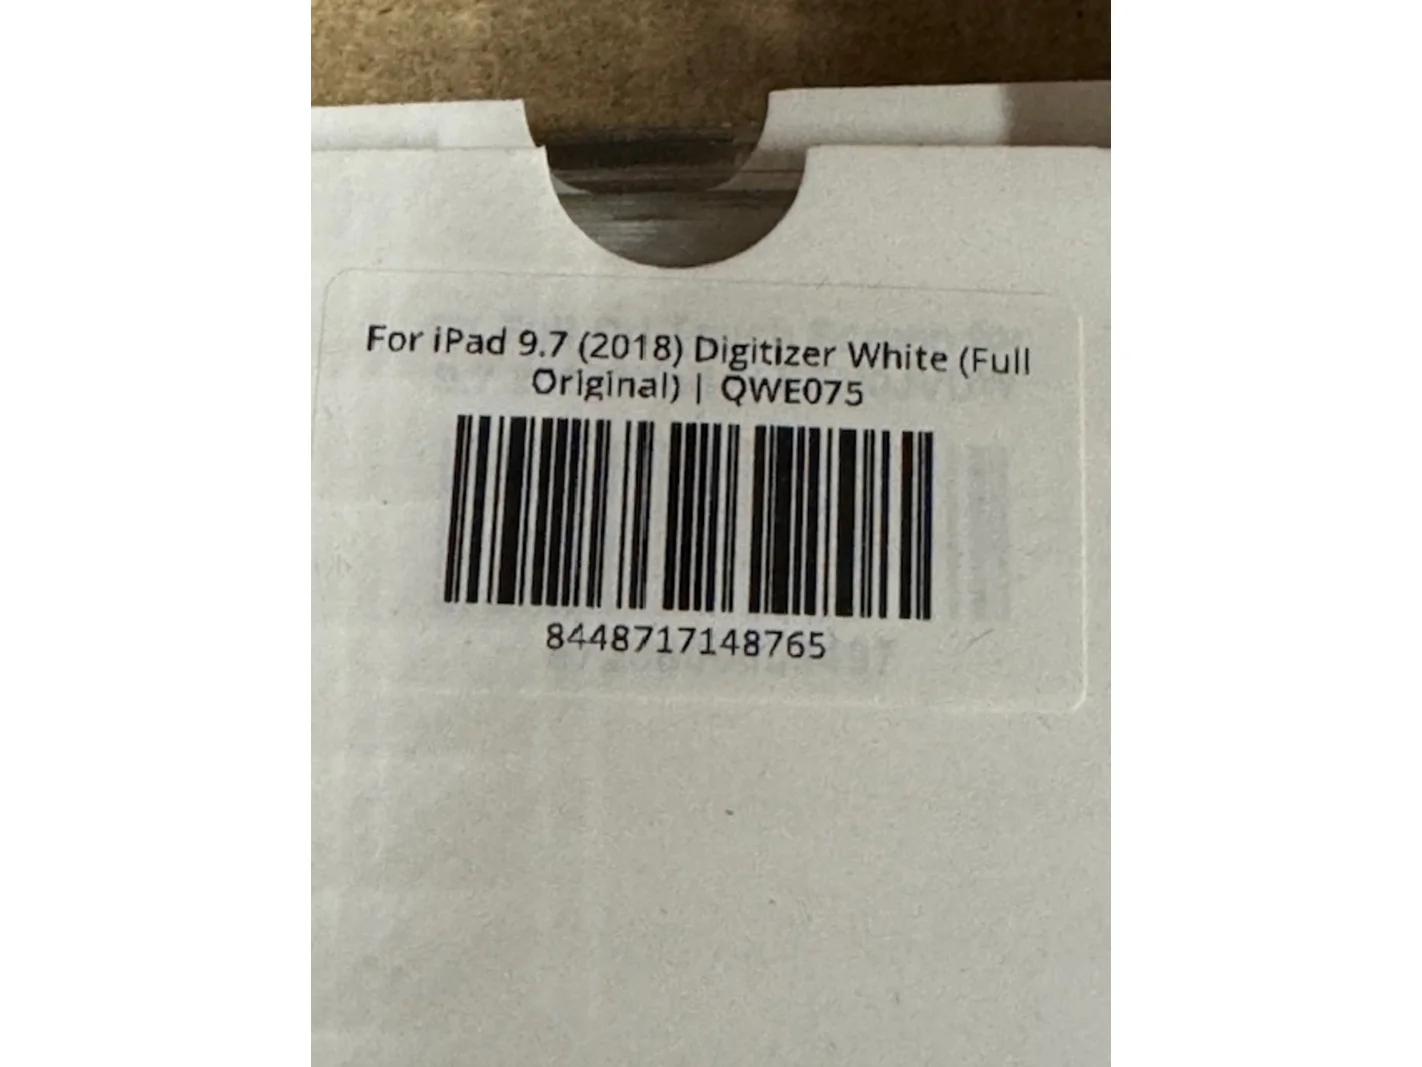 For iPad 9.7 (2018) Digitizer White (Full
Original) | QWE075
8448717148765